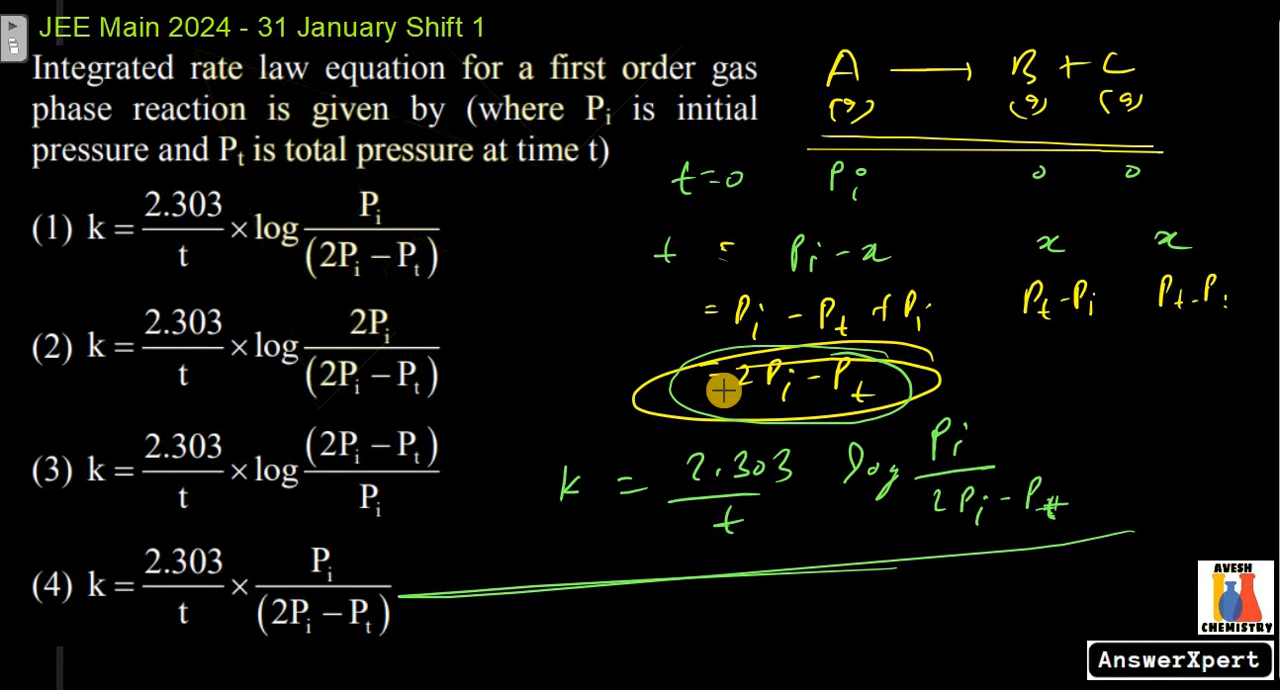 JEE Main 2024 - 31 January Shift 1
Integrated rate law equation for a first order gas
phase reaction is given by (where Pᵢ is initial
pressure and Pₜ is total pressure at time t)
(1) k = 2.303/t × log Pᵢ/(2Pᵢ – Pₜ)
(2) k = 2.303/t × log 2Pᵢ/(2Pᵢ – Pₜ)
(3) k = 2.303/t × log (2Pᵢ – Pₜ)/Pᵢ
(4) k = 2.303/t × Pᵢ/(2Pᵢ – Pₜ)
A → B + C
(g) (g) (g)
t=0 Pᵢ 0 0
t = Pᵢ - x x x
= Pᵢ - Pₜ + Pᵢ Pₜ-Pᵢ Pₜ-Pᵢ
= 2Pᵢ - Pₜ
k = 2.303/t log Pᵢ/2Pᵢ - Pₜ
AVESH
CHEMISTRY
AnswerXpert